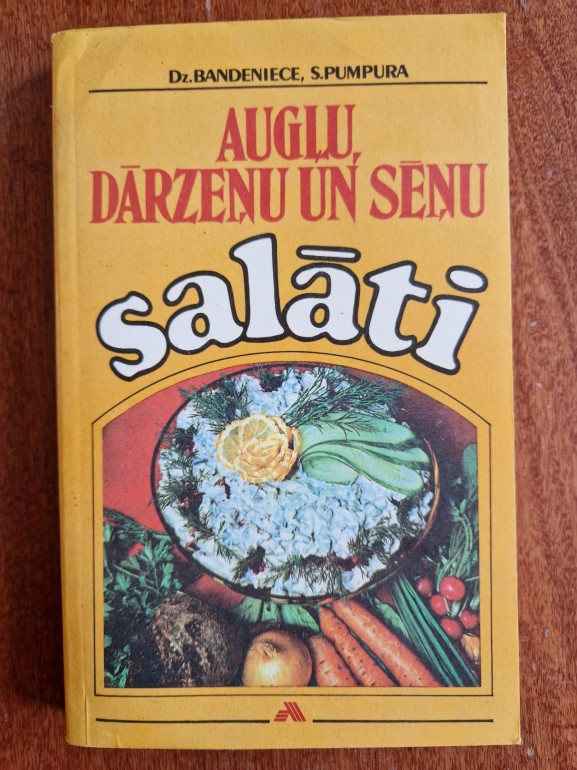 Dz.BANDENIECE, S.PUMPURA
AUGĻU,
DĀRZEŅU UN SĒŅU
salāti